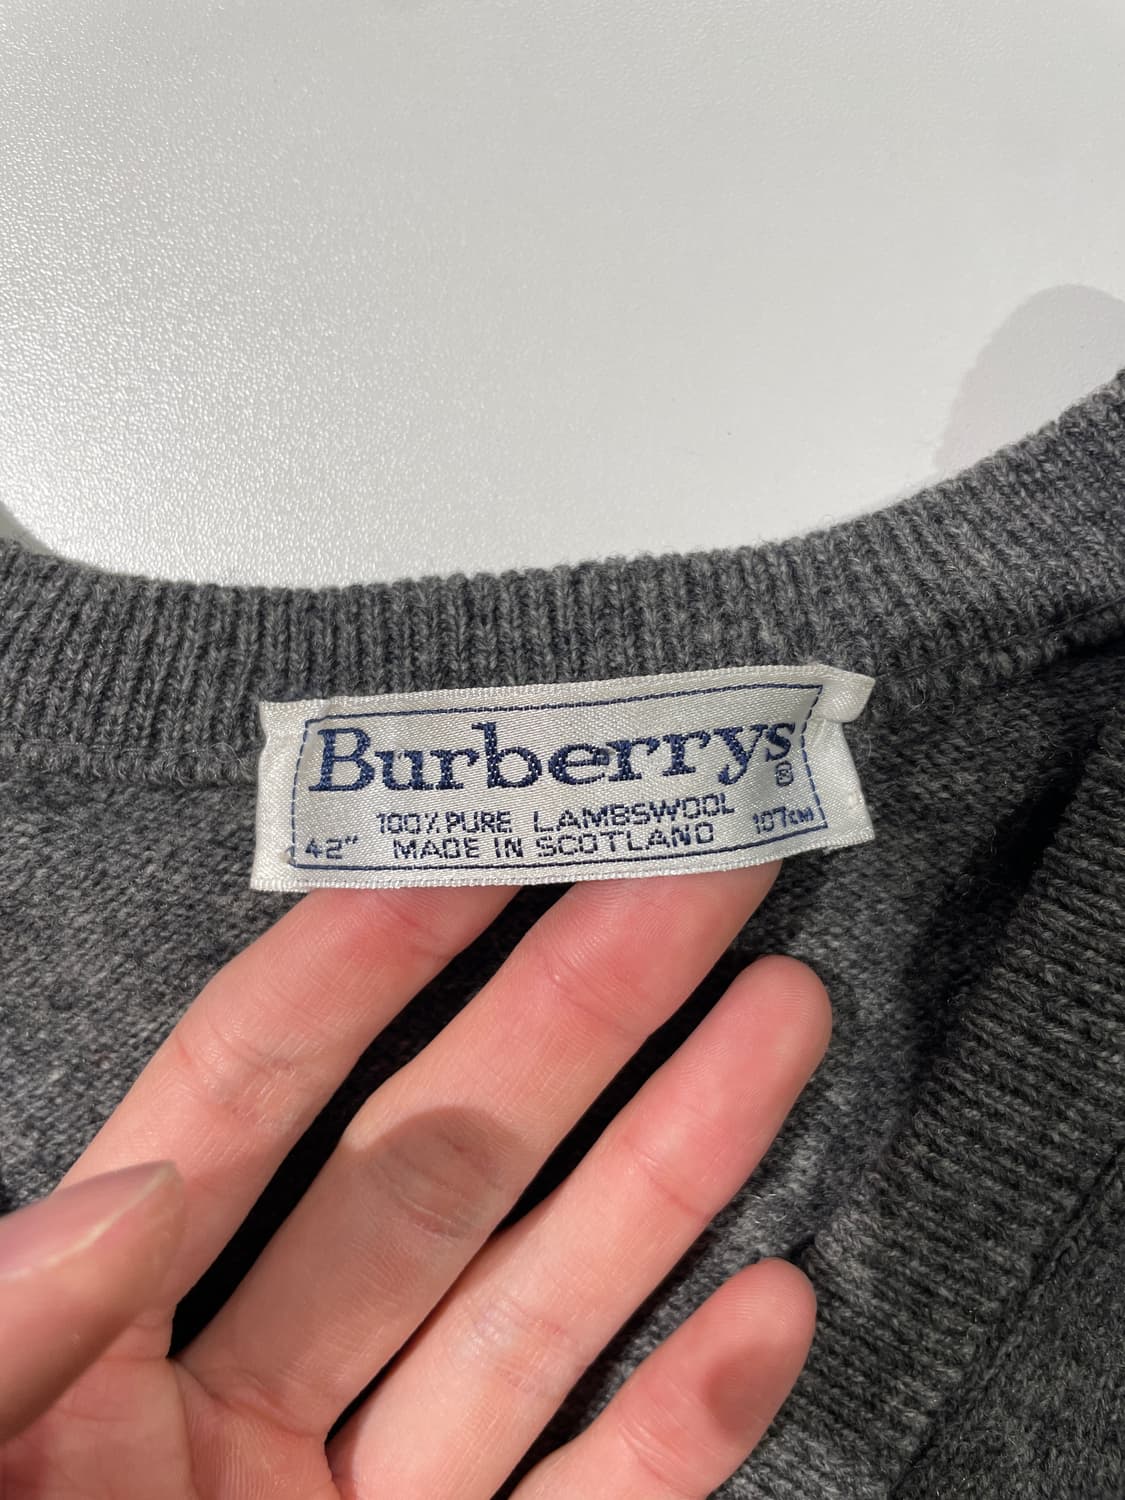 Burberrys®
100% PURE LAMBSWOOL
42" MADE IN SCOTLAND 107CM